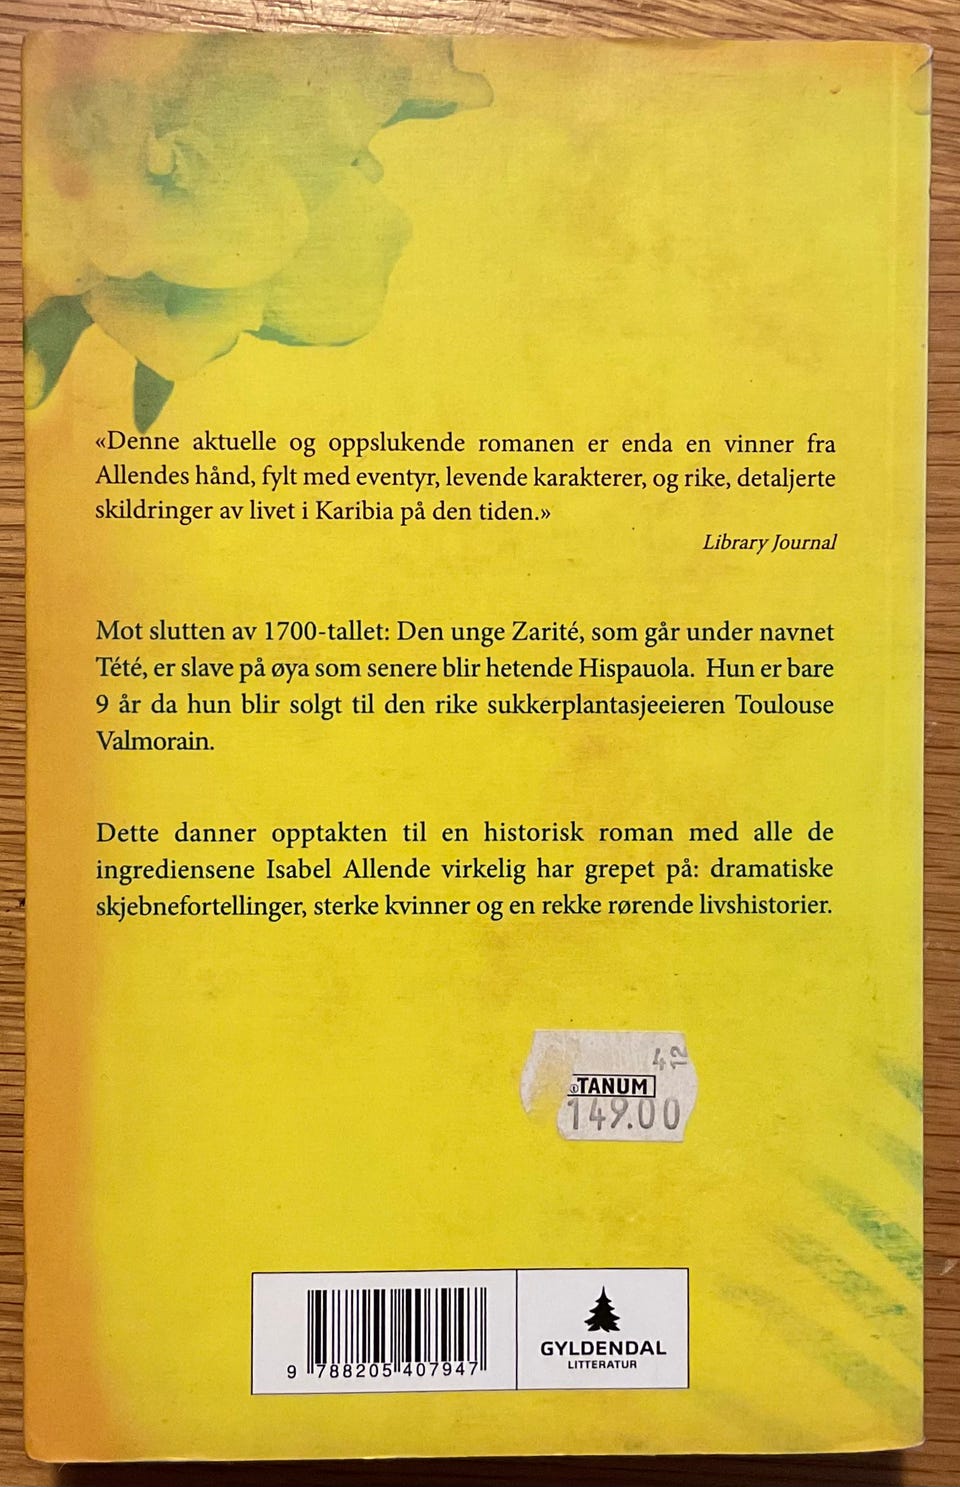 «Denne aktuelle og oppslukende romanen er enda en vinner fra
Allendes hånd, fylt med eventyr, levende karakterer, og rike, detaljerte
skildringer av livet i Karibia på den tiden.»
Library Journal
Mot slutten av 1700-tallet: Den unge Zarité, som går under navnet
Tété, er slave på øya som senere blir hetende Hispauola. Hun er bare
9 år da hun blir solgt til den rike sukkerplantasjeeieren Toulouse
Valmorain.
Dette danner opptakten til en historisk roman med alle de
ingrediensene Isabel Allende virkelig har grepet på: dramatiske
skjebnefortellinger, sterke kvinner og en rekke rørende livshistorier.
4 12
TANUM
149.00
9 788205 407947
GYLDENDAL
LITTERATUR